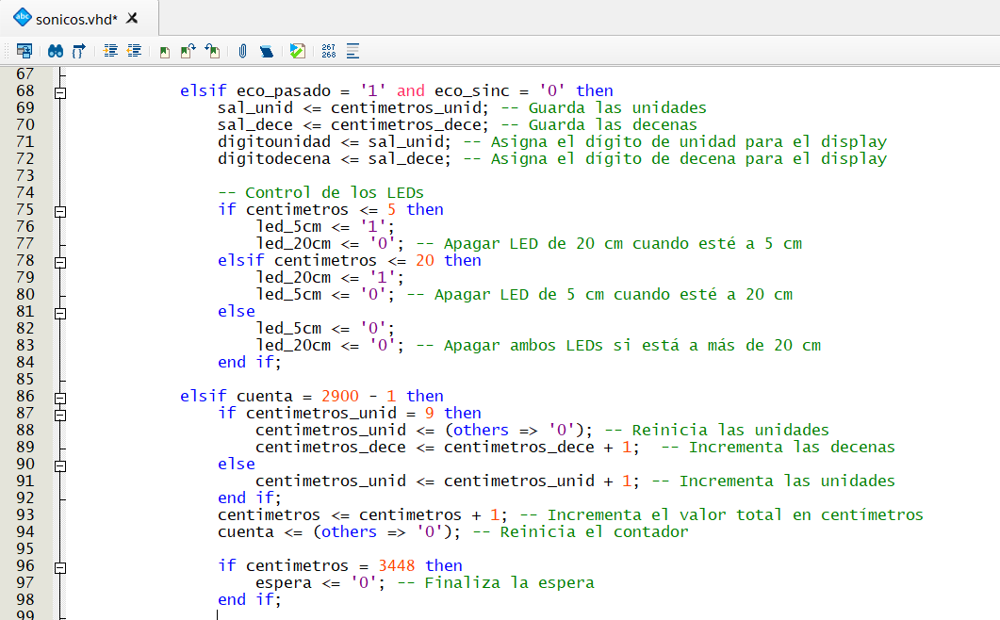 abc sonicos.vhd*
267
268
67
68 elsif eco_pasado = '1' and eco_sinc = '0' then
69 sal_unid <= centimetros_unid; -- Guarda las unidades
70 sal_dece <= centimetros_dece; -- Guarda las decenas
71 digitounidad <= sal_unid; -- Asigna el dígito de unidad para el display
72 digitodecena <= sal_dece; -- Asigna el dígito de decena para el display
73
74 -- Control de los LEDs
75 if centimetros <= 5 then
76 led_5cm <= '1';
77 led_20cm <= '0'; -- Apagar LED de 20 cm cuando esté a 5 cm
78 elsif centimetros <= 20 then
79 led_20cm <= '1';
80 led_5cm <= '0'; -- Apagar LED de 5 cm cuando esté a 20 cm
81 else
82 led_5cm <= '0';
83 led_20cm <= '0'; -- Apagar ambos LEDs si está a más de 20 cm
84 end if;
85
86 elsif cuenta = 2900 - 1 then
87 if centimetros_unid = 9 then
88 centimetros_unid <= (others => '0'); -- Reinicia las unidades
89 centimetros_dece <= centimetros_dece + 1; -- Incrementa las decenas
90 else
91 centimetros_unid <= centimetros_unid + 1; -- Incrementa las unidades
92 end if;
93 centimetros <= centimetros + 1; -- Incrementa el valor total en centímetros
94 cuenta <= (others => '0'); -- Reinicia el contador
95
96 if centimetros = 3448 then
97 espera <= '0'; -- Finaliza la espera
98 end if;
99